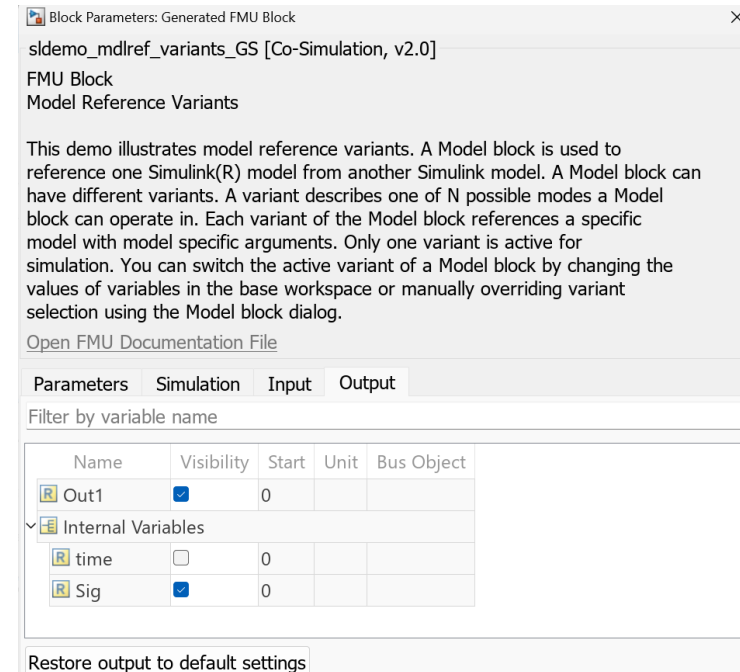 Block Parameters: Generated FMU Block
sldemo_mdlref_variants_GS [Co-Simulation, v2.0]
FMU Block
Model Reference Variants
This demo illustrates model reference variants. A Model block is used to
reference one Simulink(R) model from another Simulink model. A Model block can
have different variants. A variant describes one of N possible modes a Model
block can operate in. Each variant of the Model block references a specific
model with model specific arguments. Only one variant is active for
simulation. You can switch the active variant of a Model block by changing the
values of variables in the base workspace or manually overriding variant
selection using the Model block dialog.
Open FMU Documentation File
Parameters Simulation Input Output
Filter by variable name
Name Visibility Start Unit Bus Object
R Out1 0
Internal Variables
R time 0
R Sig 0
Restore output to default settings